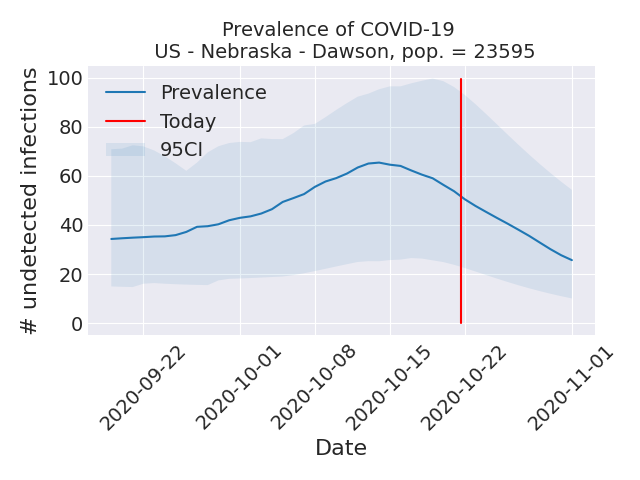 Prevalence of COVID-19
US - Nebraska - Dawson, pop. = 23595
# undetected infections
100
80
60
40
20
0
Prevalence
Today
95CI
2020-09-22
2020-10-01
2020-10-08
2020-10-15
2020-10-22
2020-11-01
Date